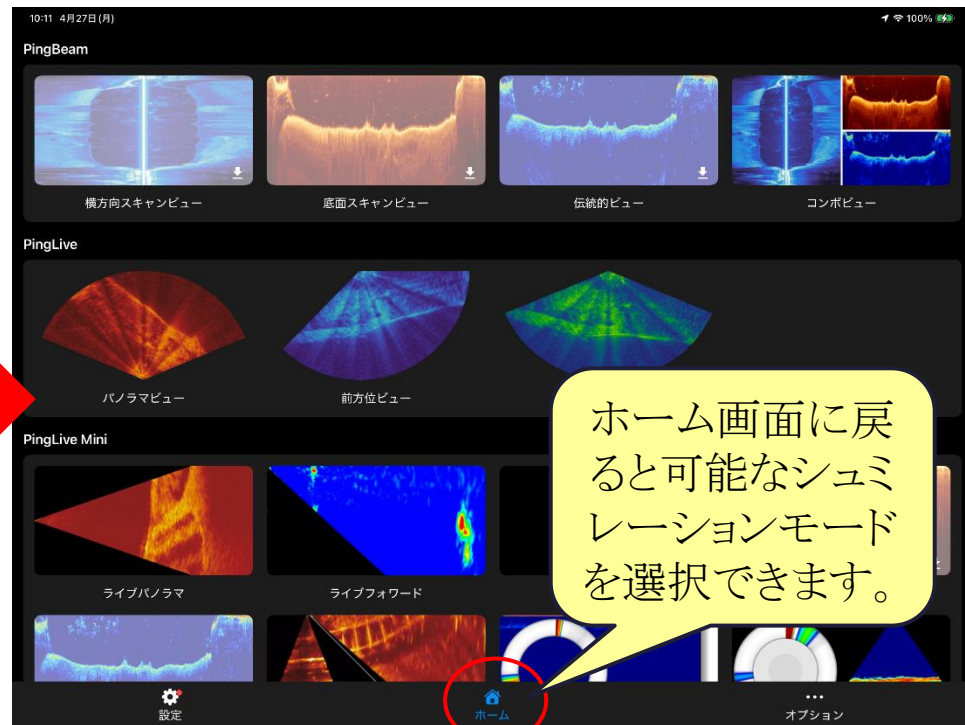 10:11 4月27日(月)
100%
PingBeam
横方向スキャンビュー
底面スキャンビュー
伝統的ビュー
コンボビュー
PingLive
パノラマビュー
前方位ビュー
PingLive Mini
ライブパノラマ
ライブフォワード
ホーム画面に戻
ると可能なシュミ
レーションモード
を選択できます。
設定
ホーム
オプション